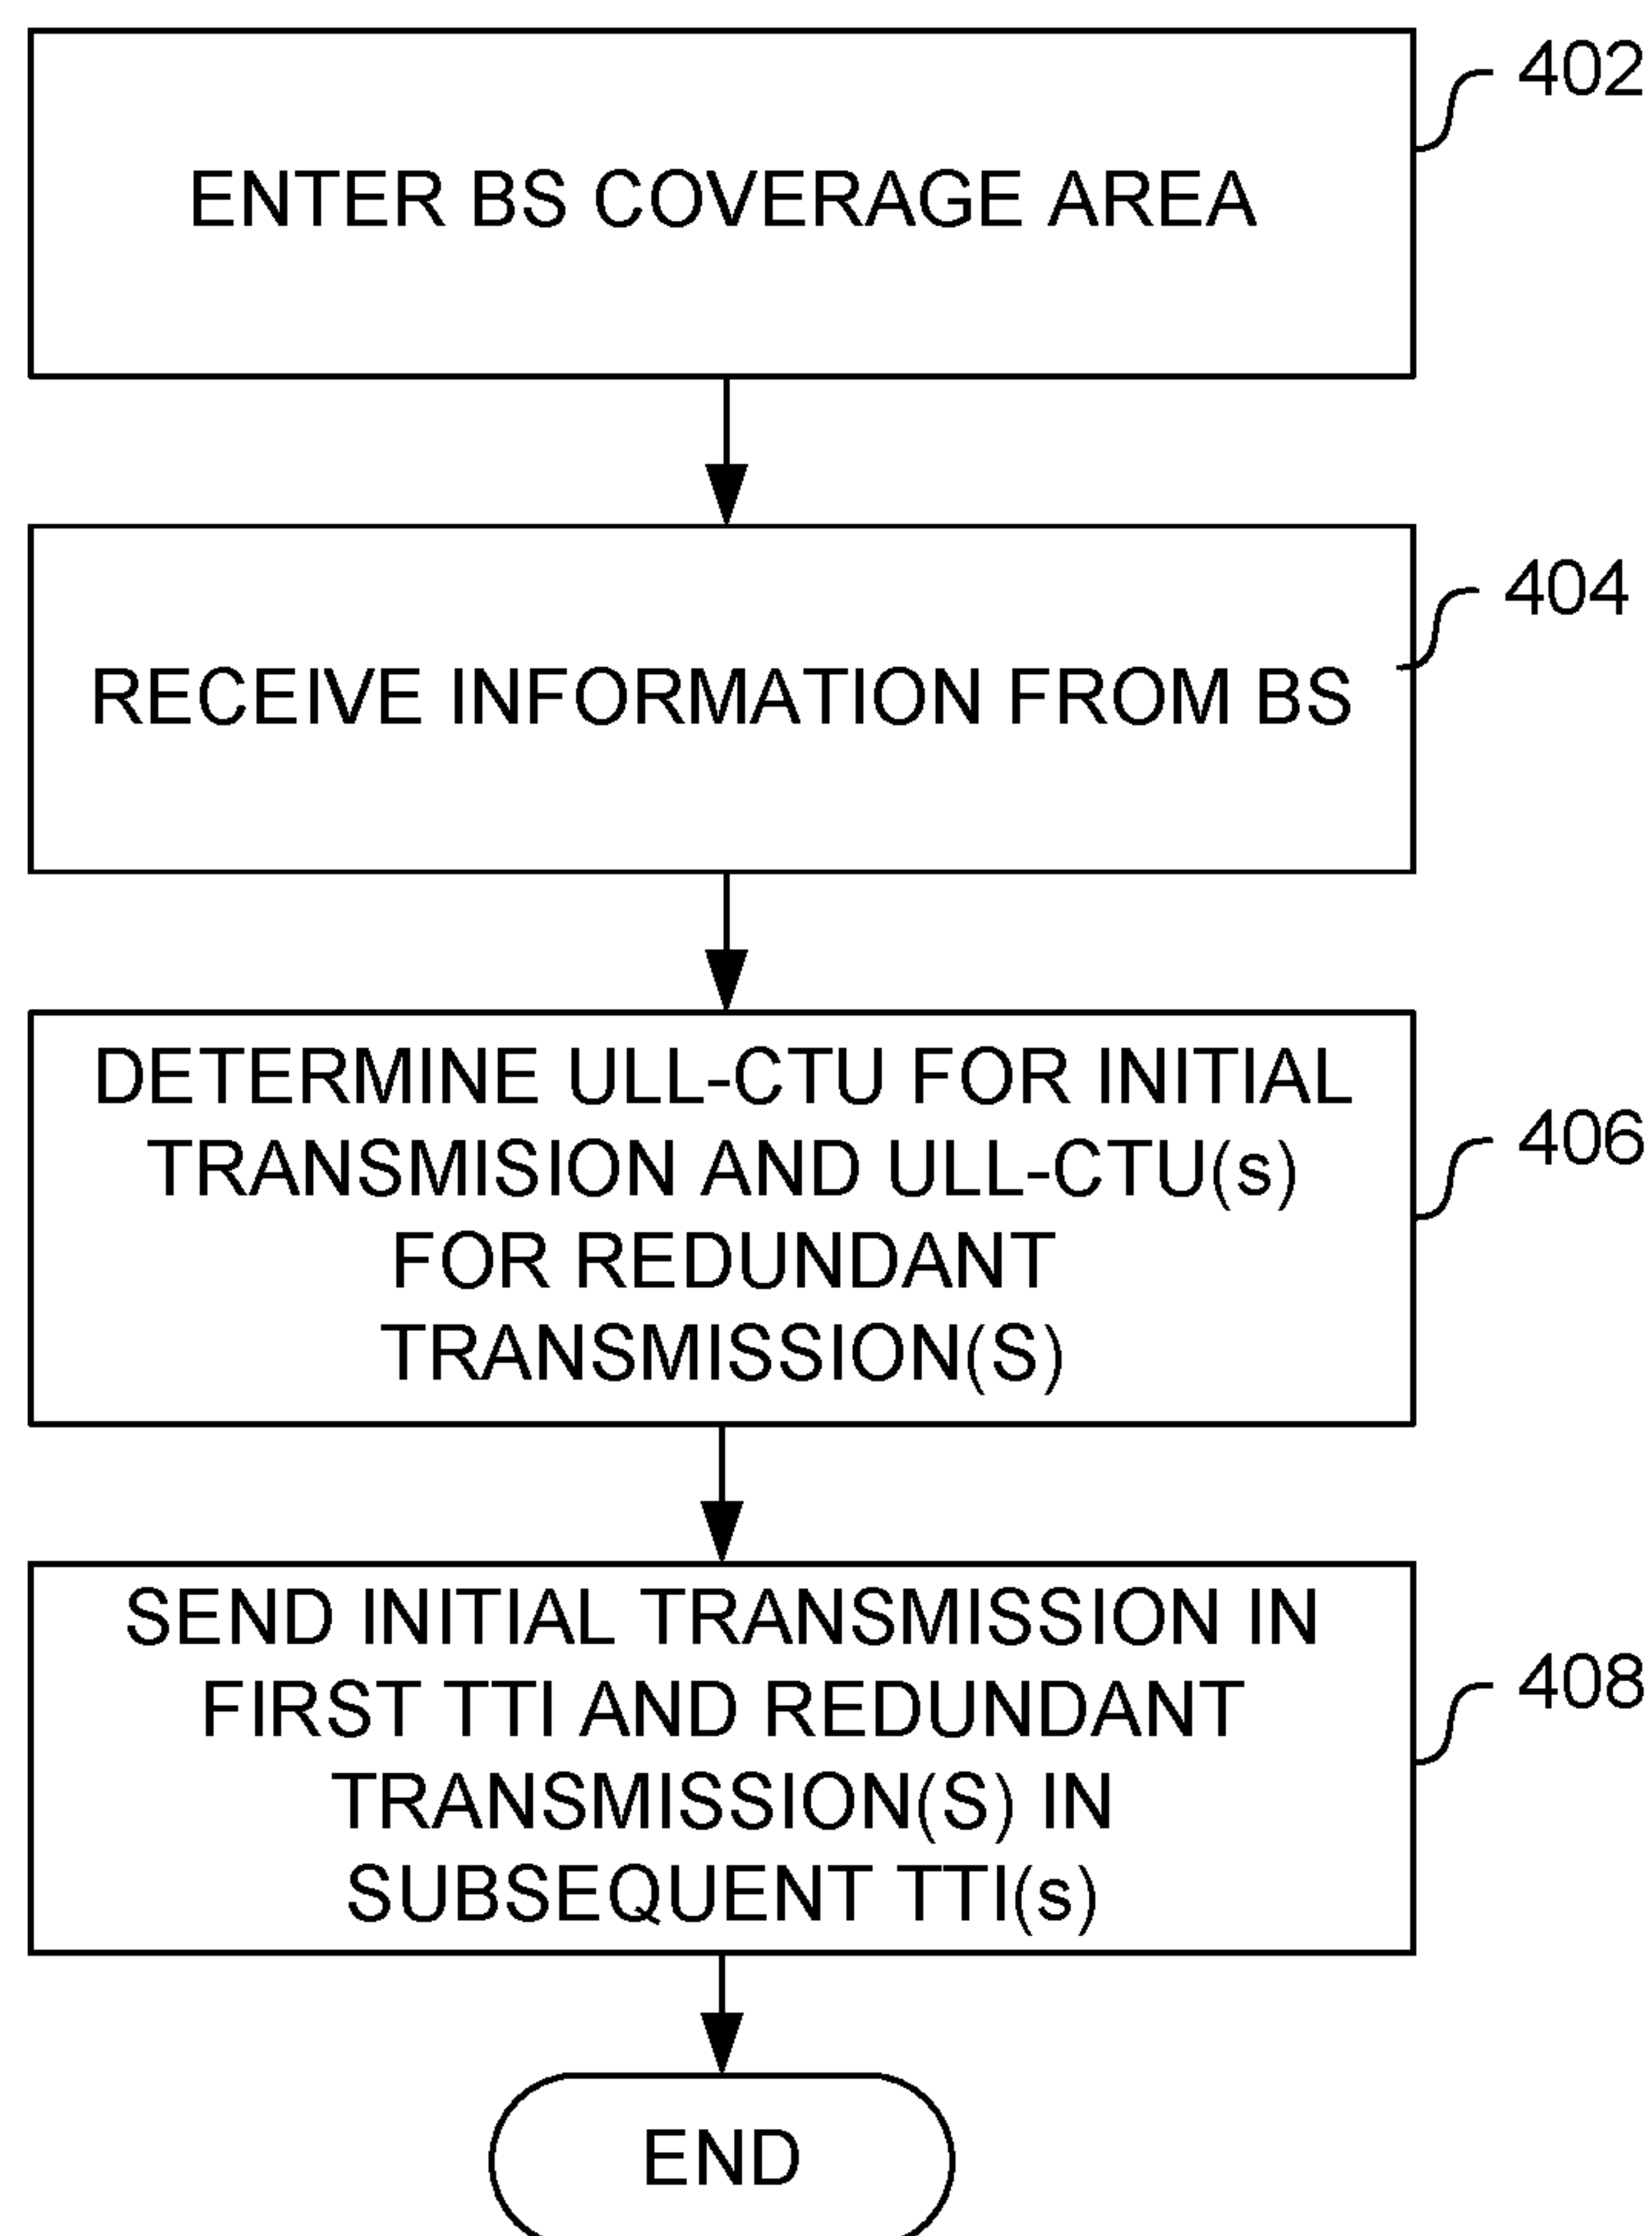 402
ENTER BS COVERAGE AREA
404
RECEIVE INFORMATION FROM BS
DETERMINE ULL-CTU FOR INITIAL
TRANSMISION AND ULL-CTU(s)
406
FOR REDUNDANT
TRANSMISSION(S)
SEND INITIAL TRANSMISSION IN
FIRST TTI AND REDUNDANT
408
TRANSMISSION(S) IN
SUBSEQUENT TTI(s)
END